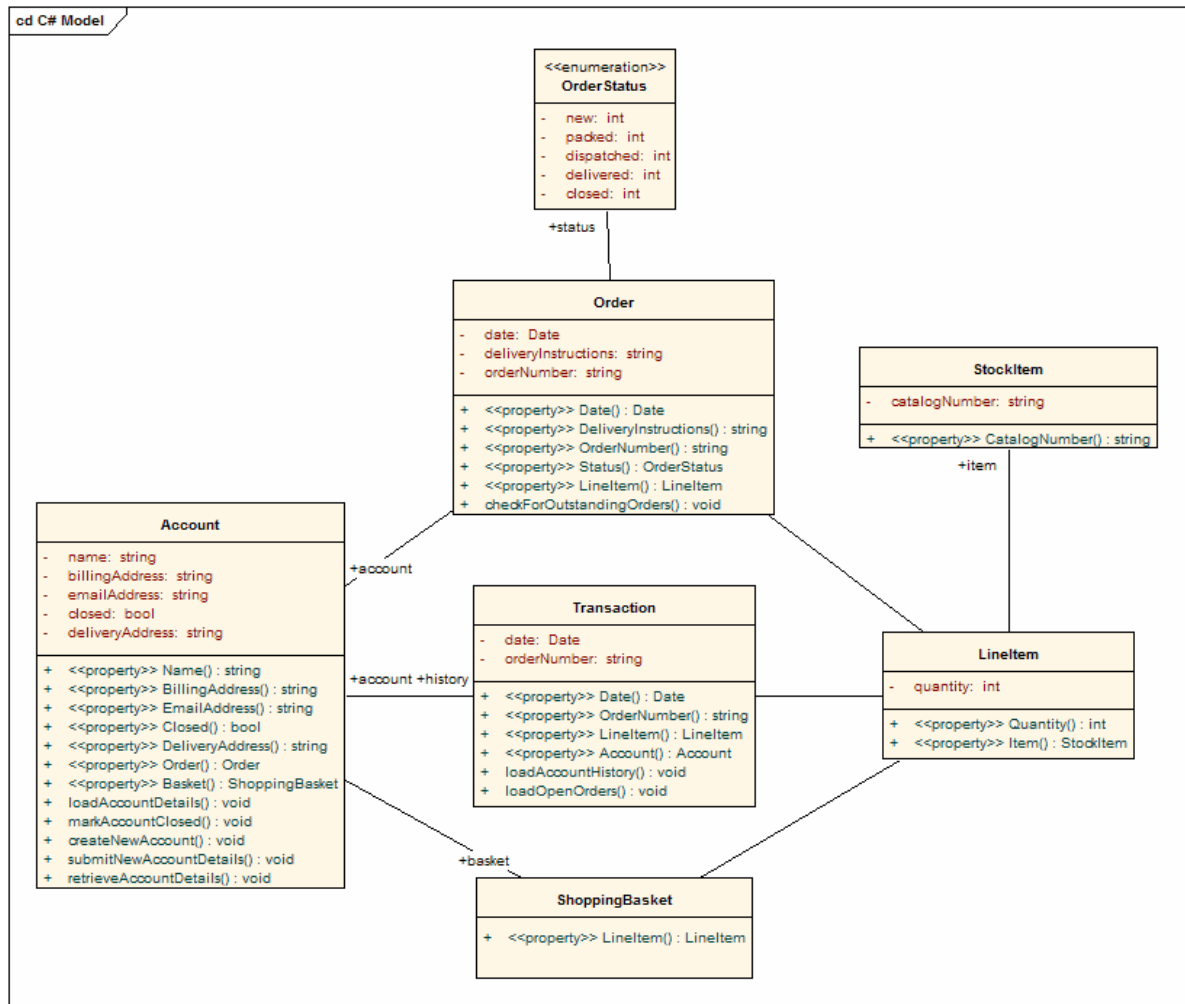 cd C# Model
<<enumeration>>
OrderStatus
- new: int
- packed: int
- dispatched: int
- delivered: int
- closed: int
+status
Order
- date: Date
- deliveryInstructions: string
- orderNumber: string
+ <<property>> Date() : Date
+ <<property>> DeliveryInstructions() : string
+ <<property>> OrderNumber() : string
+ <<property>> Status() : OrderStatus
+ <<property>> LineItem() : LineItem
+ checkForOutstandingOrders() : void
StockItem
- catalogNumber: string
+ <<property>> CatalogNumber() : string
+item
Account
- name: string
- billingAddress: string
- emailAddress: string
- closed: bool
- deliveryAddress: string
+ <<property>> Name() : string
+ <<property>> BillingAddress() : string
+ <<property>> EmailAddress() : string
+ <<property>> Closed() : bool
+ <<property>> DeliveryAddress() : string
+ <<property>> Order() : Order
+ <<property>> Basket() : ShoppingBasket
+ loadAccountDetails() : void
+ markAccountClosed() : void
+ createNewAccount() : void
+ submitNewAccountDetails() : void
+ retrieveAccountDetails() : void
+account
+account +history
Transaction
- date: Date
- orderNumber: string
+ <<property>> Date() : Date
+ <<property>> OrderNumber() : string
+ <<property>> LineItem() : LineItem
+ <<property>> Account() : Account
+ loadAccountHistory() : void
+ loadOpenOrders() : void
LineItem
- quantity: int
+ <<property>> Quantity() : int
+ <<property>> Item() : StockItem
+basket
ShoppingBasket
+ <<property>> LineItem() : LineItem